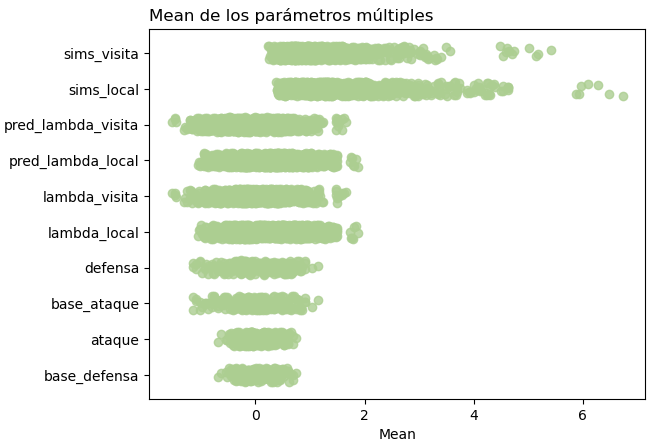 Mean de los parámetros múltiples
sims_visita
sims_local
pred_lambda_visita
pred_lambda_local
lambda_visita
lambda_local
defensa
base_ataque
ataque
base_defensa
0 2 4 6
Mean